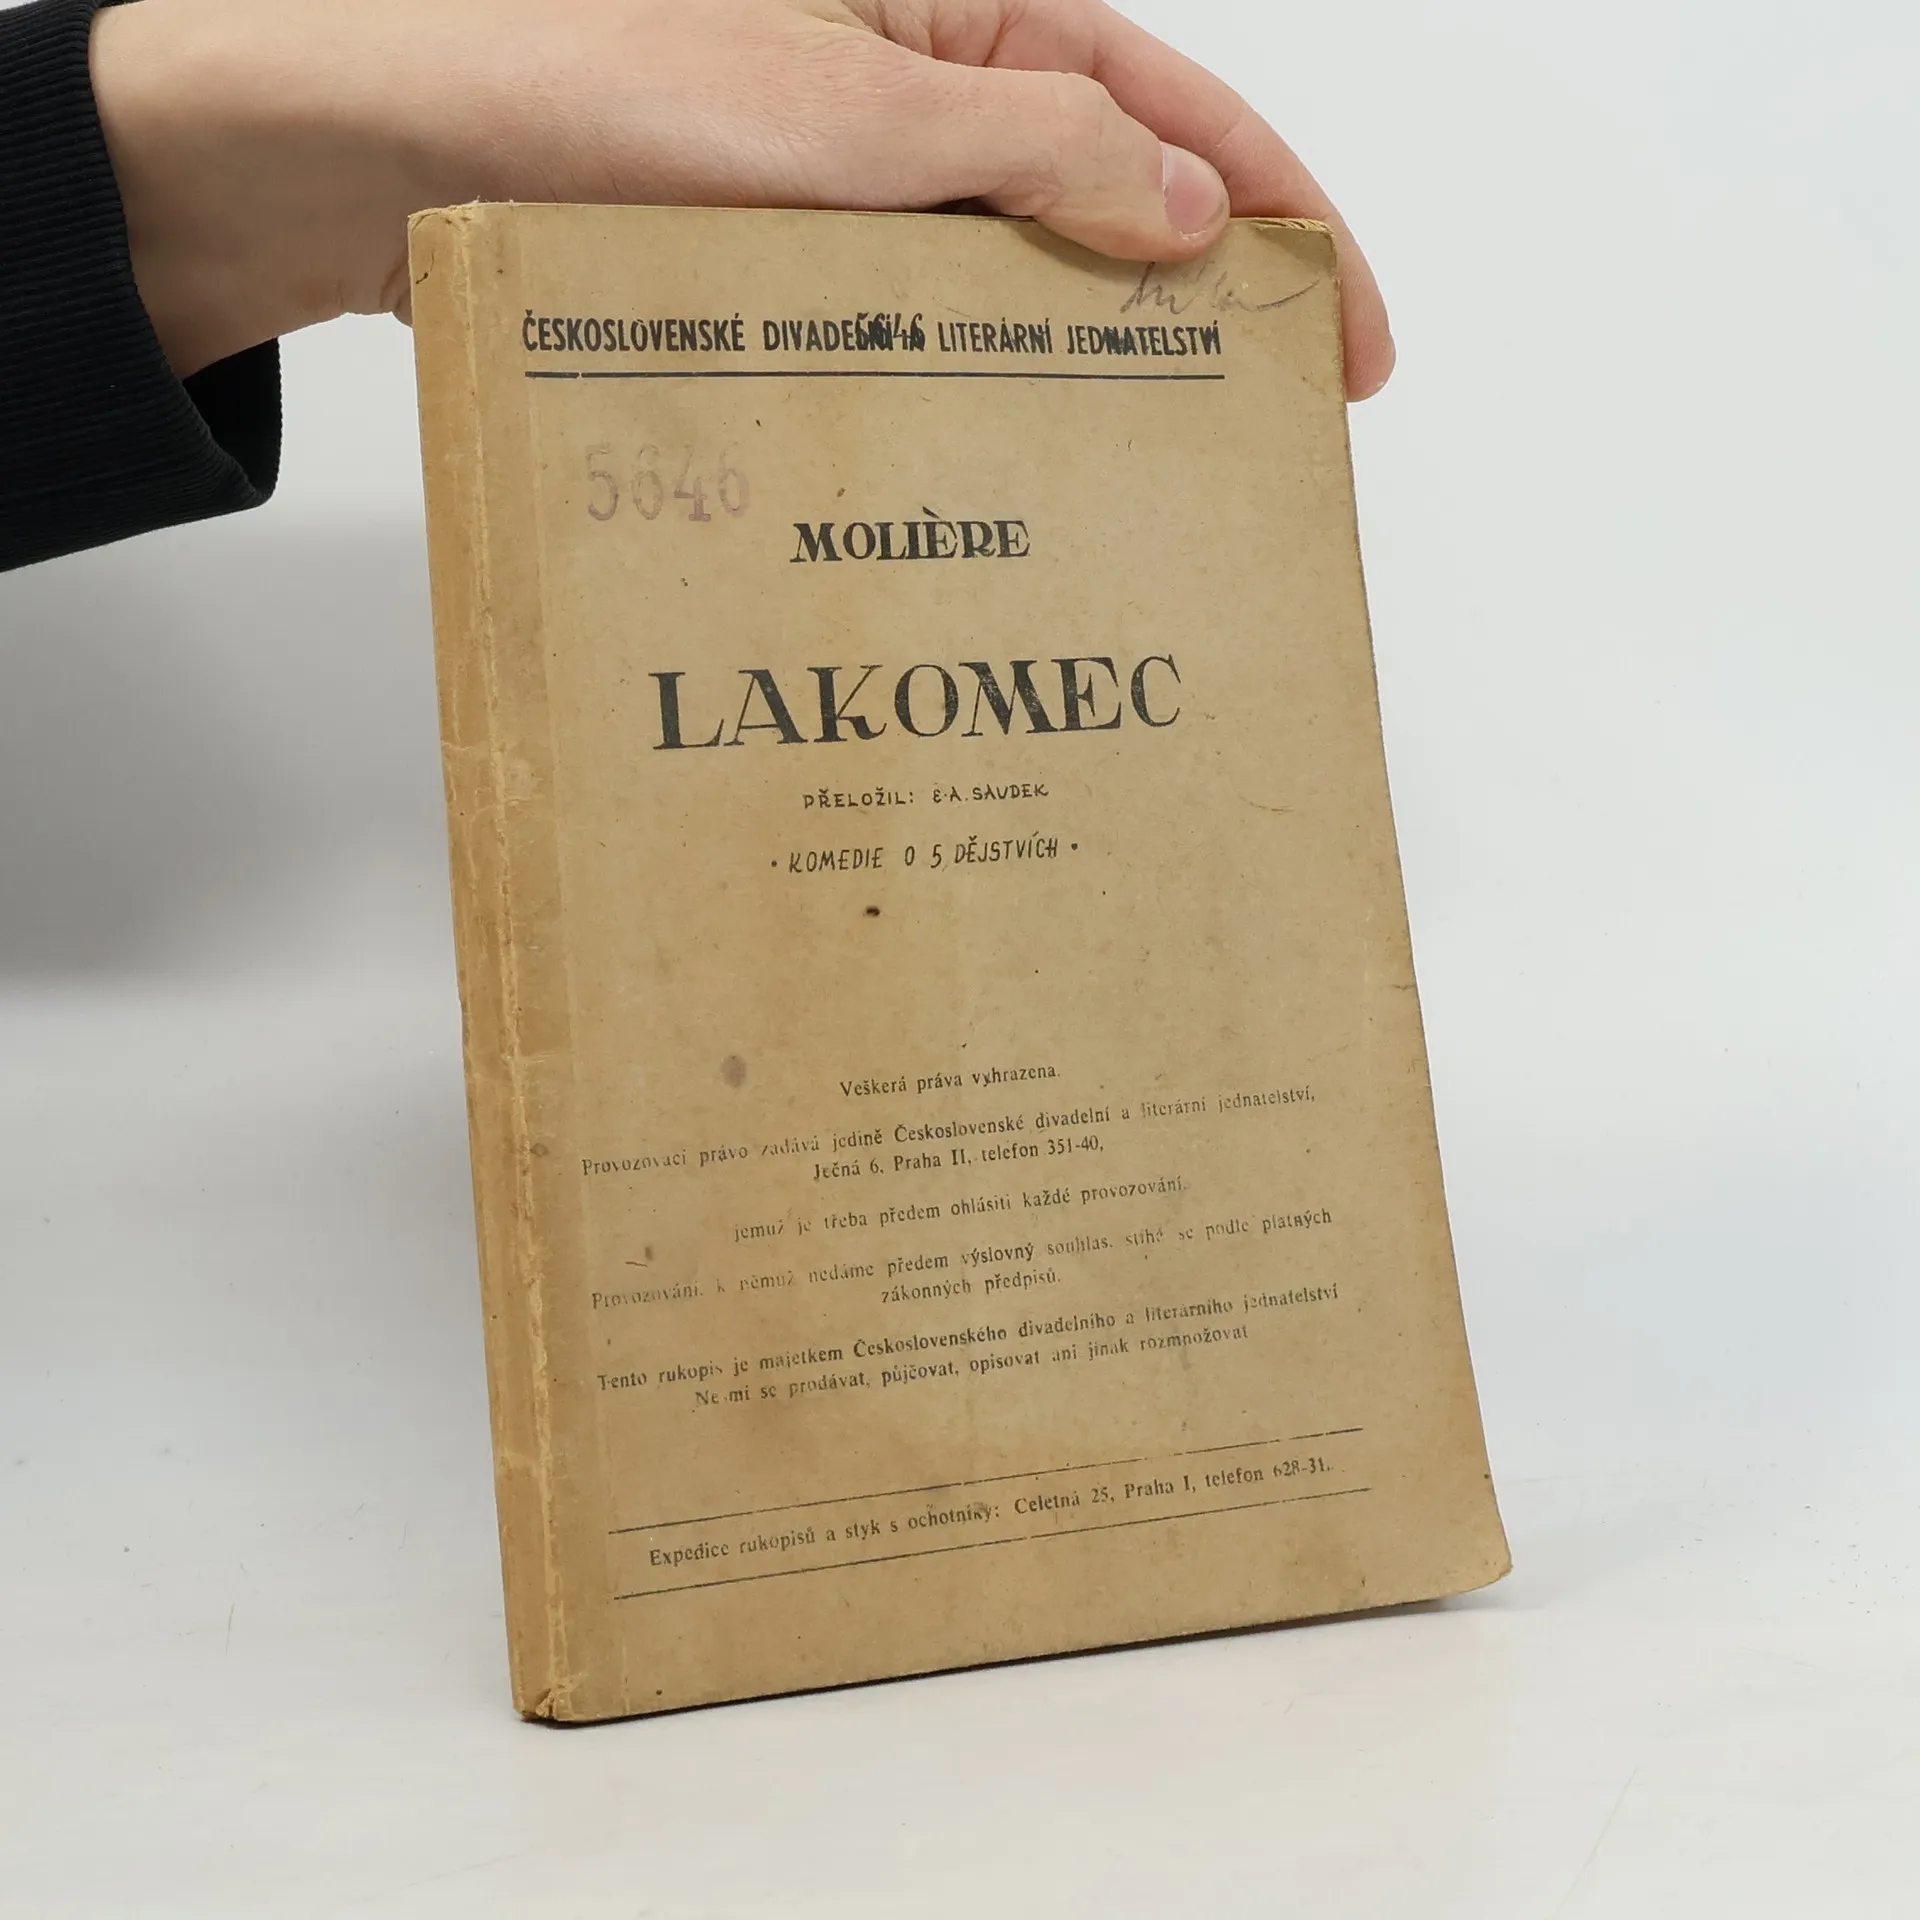 ČESKOSLOVENSKÉ DIVADELNÍ A LITERÁRNÍ JEDNATELSTVÍ
5646
5646
MOLIÈRE
LAKOMEC
PŘELOŽIL: E.A. SAUDEK
• KOMEDIE O 5 DĚJSTVÍCH •
Veškerá práva vyhrazena.
Provozovací právo zadává jedině Československé divadelní a literární jednatelství,
Ječná 6, Praha II, telefon 351-40,
jemuž je třeba předem ohlásiti každé provozování.
Provozování, k němuž nedáme předem výslovný souhlas, stíhá se podle platných
zákonných předpisů.
Tento rukopis je majetkem Československého divadelního a literárního jednatelství
Nesmí se prodávat, půjčovat, opisovat ani jinak rozmnožovat
Expedice rukopisů a styk s ochotníky: Celetná 25, Praha I, telefon 628-31.